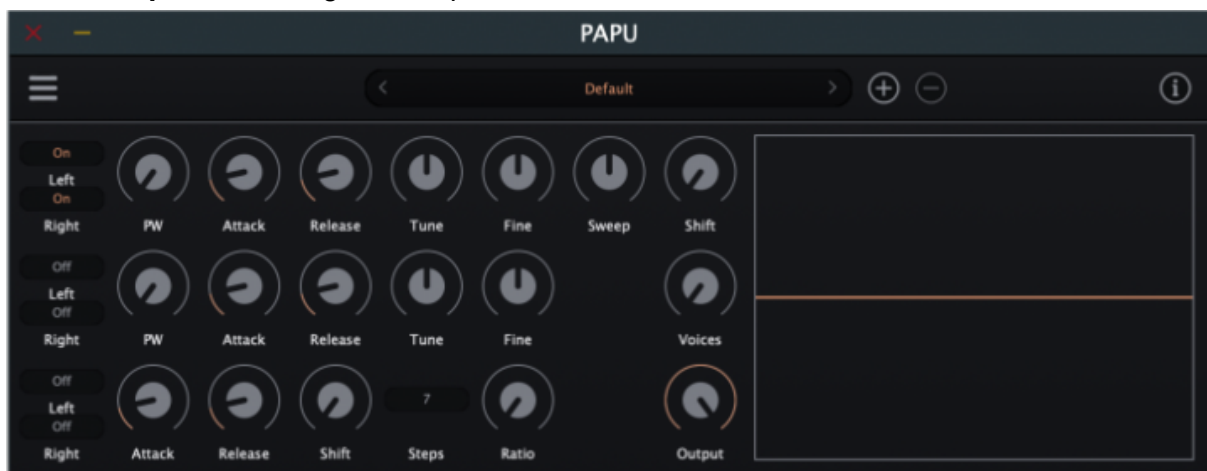 PAPU
Default
On
Left
On
Right PW Attack Release Tune Fine Sweep Shift
Off
Left
Off
Right PW Attack Release Tune Fine Voices
Off
Left 7
Off
Right Attack Release Shift Steps Ratio Output